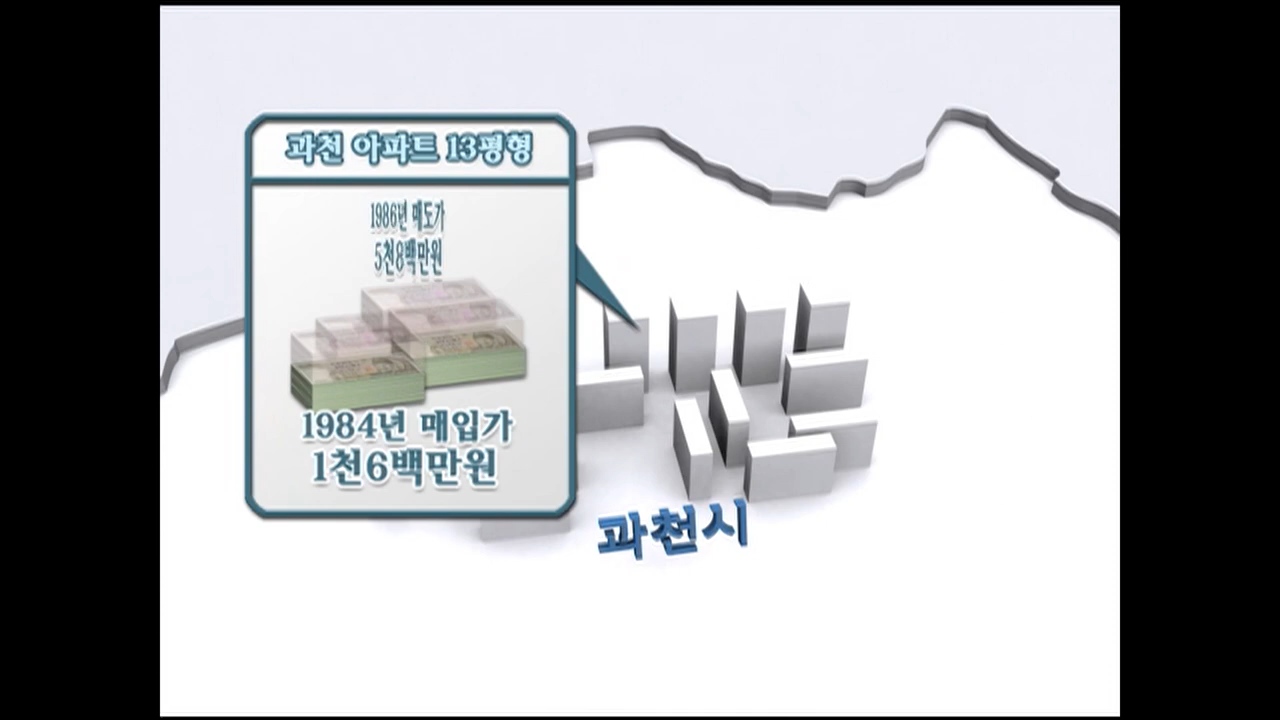 과천 아파트 13평형
1986년 매도가
5천8백만원
1984년 매입가
1천6백만원
과천시